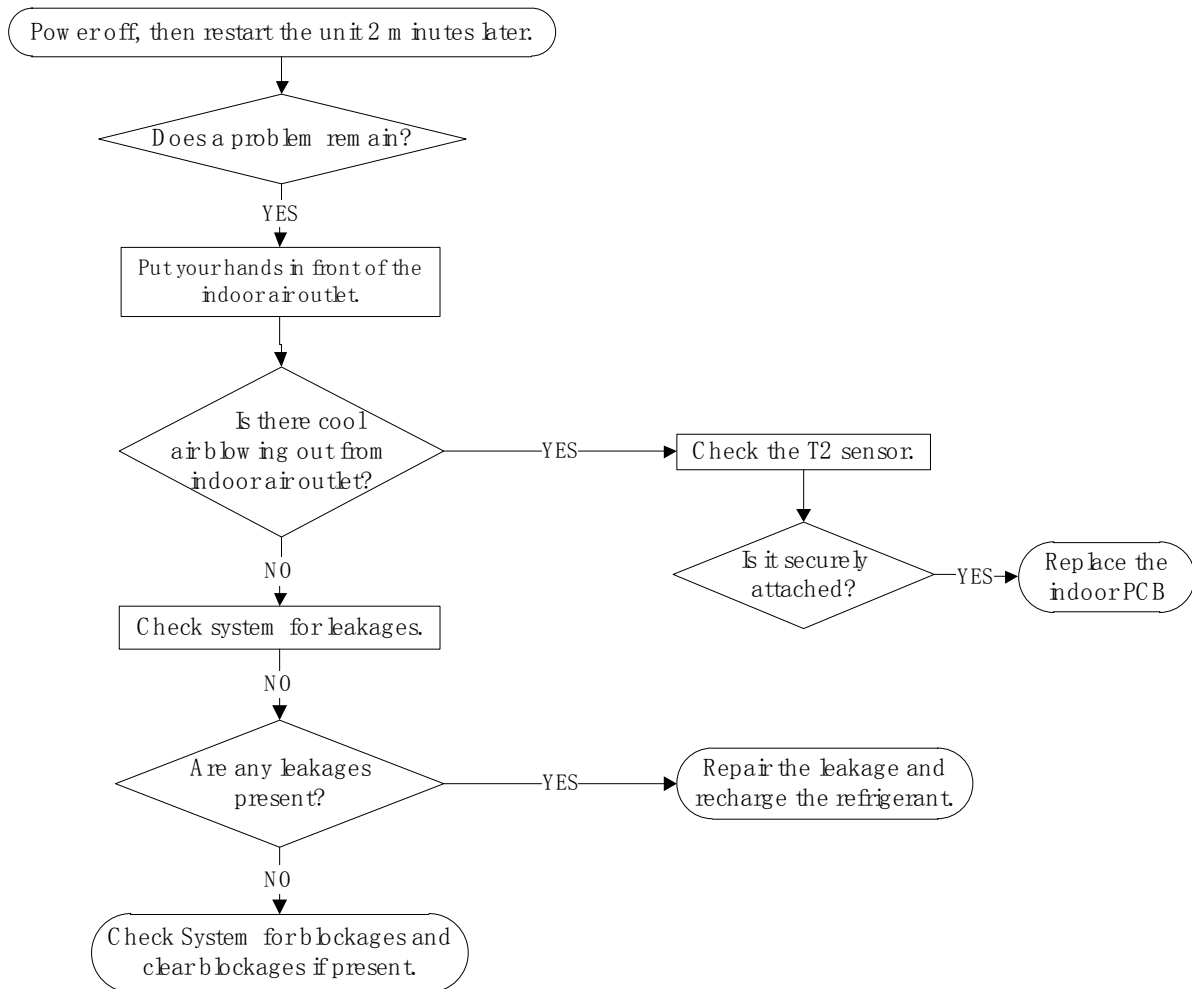 Power off, then restart the unit 2 minutes later.
Does a problem remain?
YES
Put your hands in front of the
indoor air outlet.
Is there cool
air blowing out from
indoor air outlet?
YES
Check the T2 sensor.
Is it securely
attached?
YES
Replace the
indoor PCB
NO
Check system for leakages.
NO
Are any leakages
present?
YES
Repair the leakage and
recharge the refrigerant.
NO
Check System for blockages and
clear blockages if present.